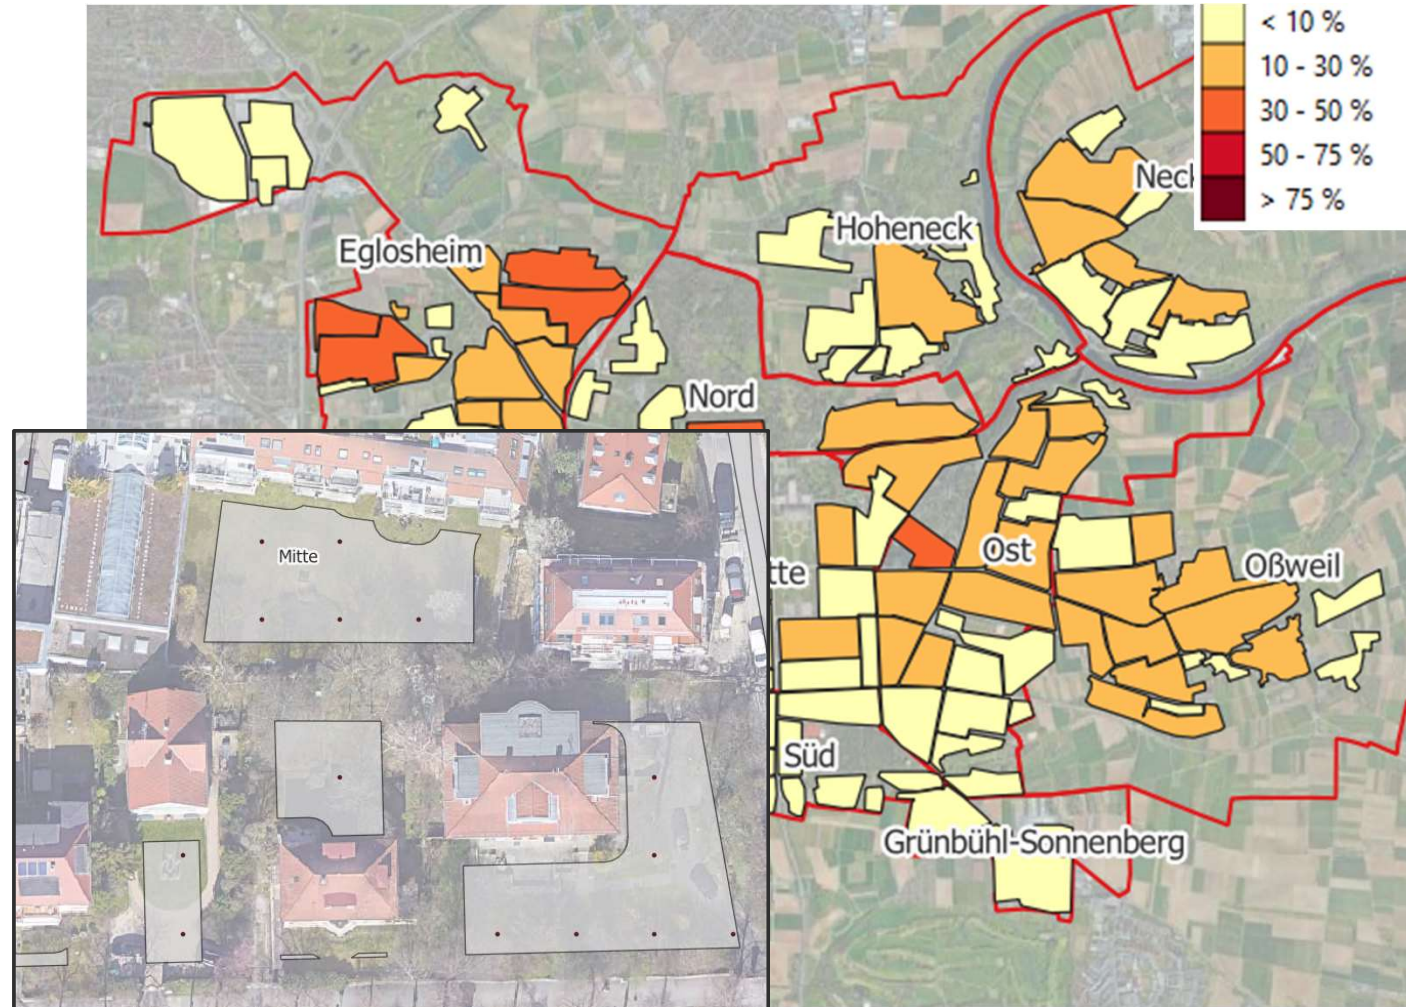 < 10 %
10 - 30 %
30 - 50 %
50 - 75 %
> 75 %
Neck
Hoheneck
Eglosheim
Nord
Mitte
tte
Ost
Oßweil
Süd
Grünbühl-Sonnenberg